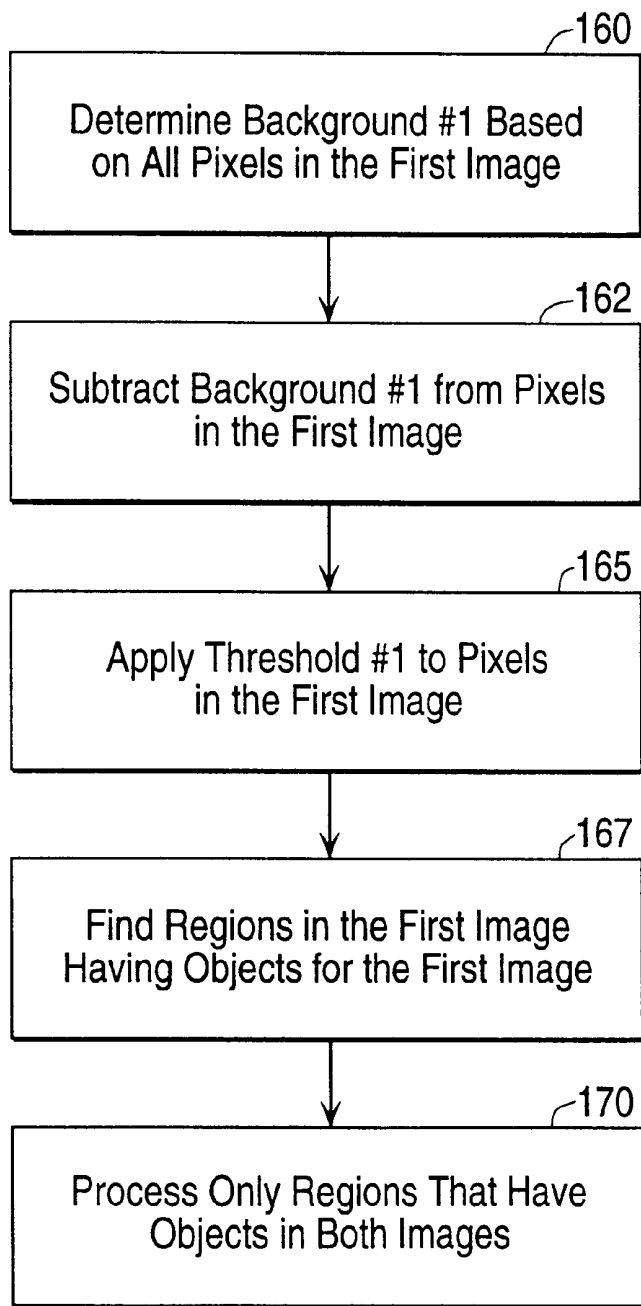 160
Determine Background #1 Based
on All Pixels in the First Image
162
Subtract Background #1 from Pixels
in the First Image
165
Apply Threshold #1 to Pixels
in the First Image
167
Find Regions in the First Image
Having Objects for the First Image
170
Process Only Regions That Have
Objects in Both Images